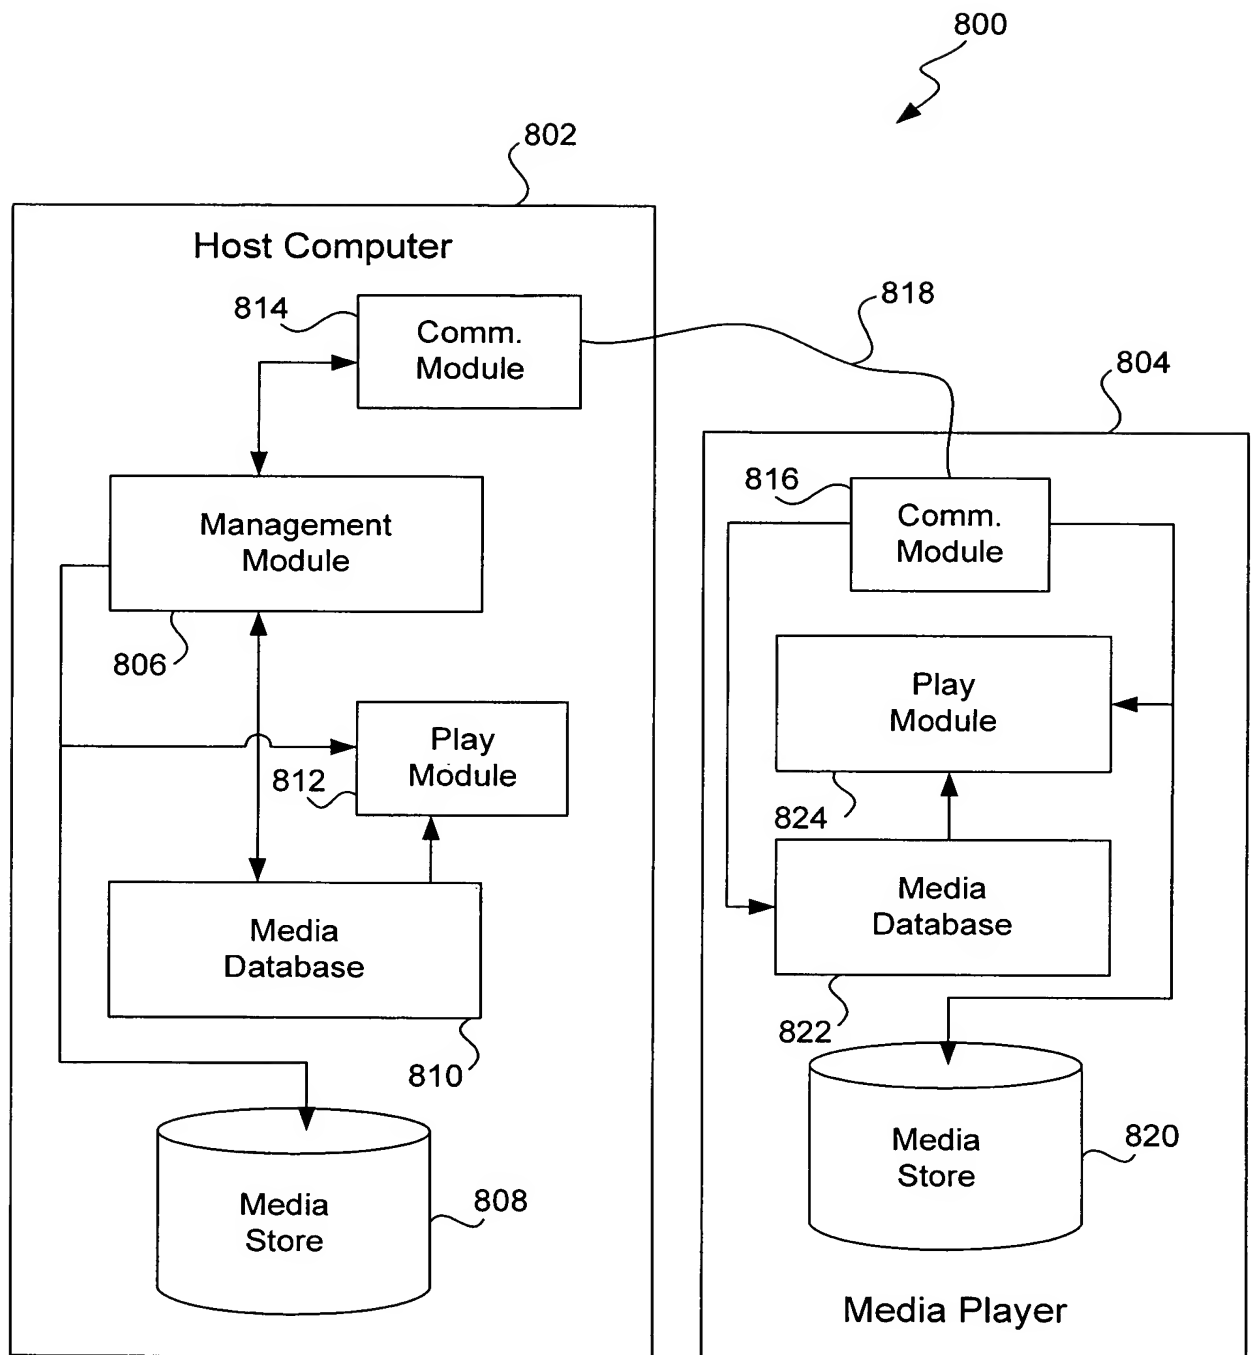 800
802
Host Computer
814
Comm.
Module
818
804
816
Comm.
Module
Management
Module
806
Play
Module
812
Play
Module
824
Media
Database
810
Media
Database
822
Media
Store
808
Media
Store
820
Media Player